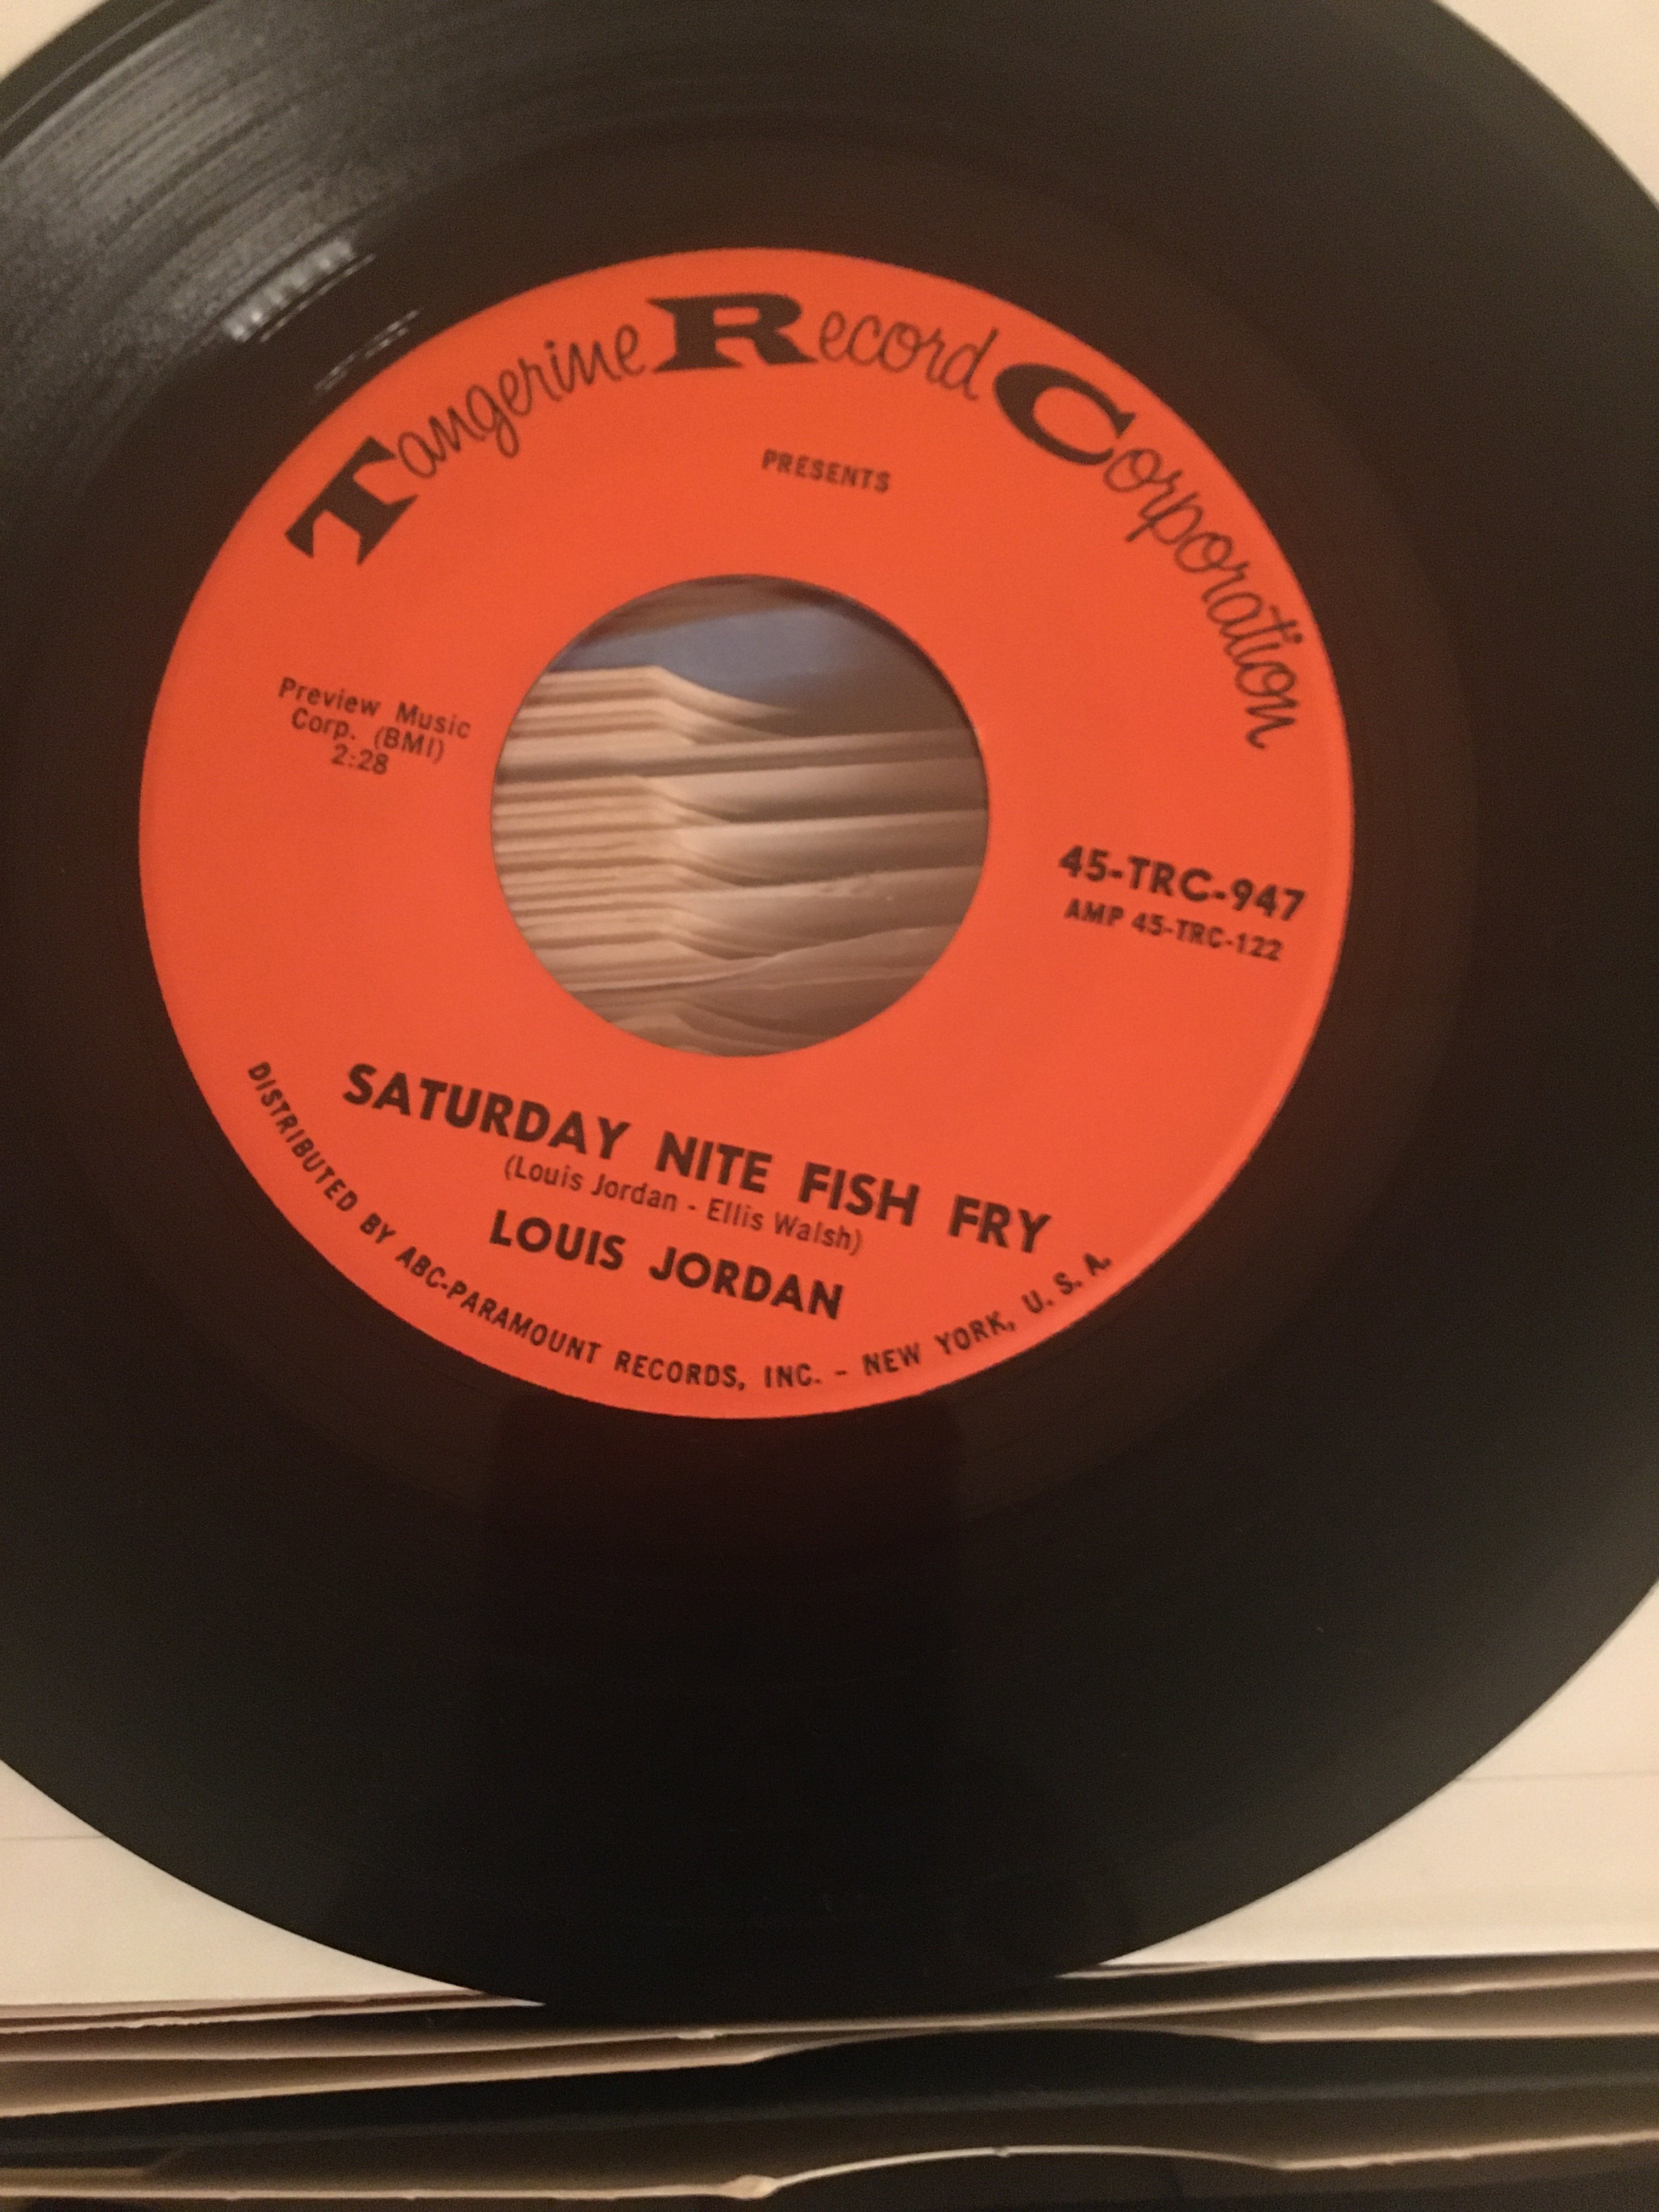 Tangerine Record Corporation
PRESENTS
Preview Music
Corp. (BMI)
2:28
45-TRC-947
AMP 45-TRC-122
SATURDAY NITE FISH FRY
(Louis Jordan - Ellis Walsh)
LOUIS JORDAN
DISTRIBUTED BY ABC-PARAMOUNT RECORDS, INC. - NEW YORK, U. S. A.